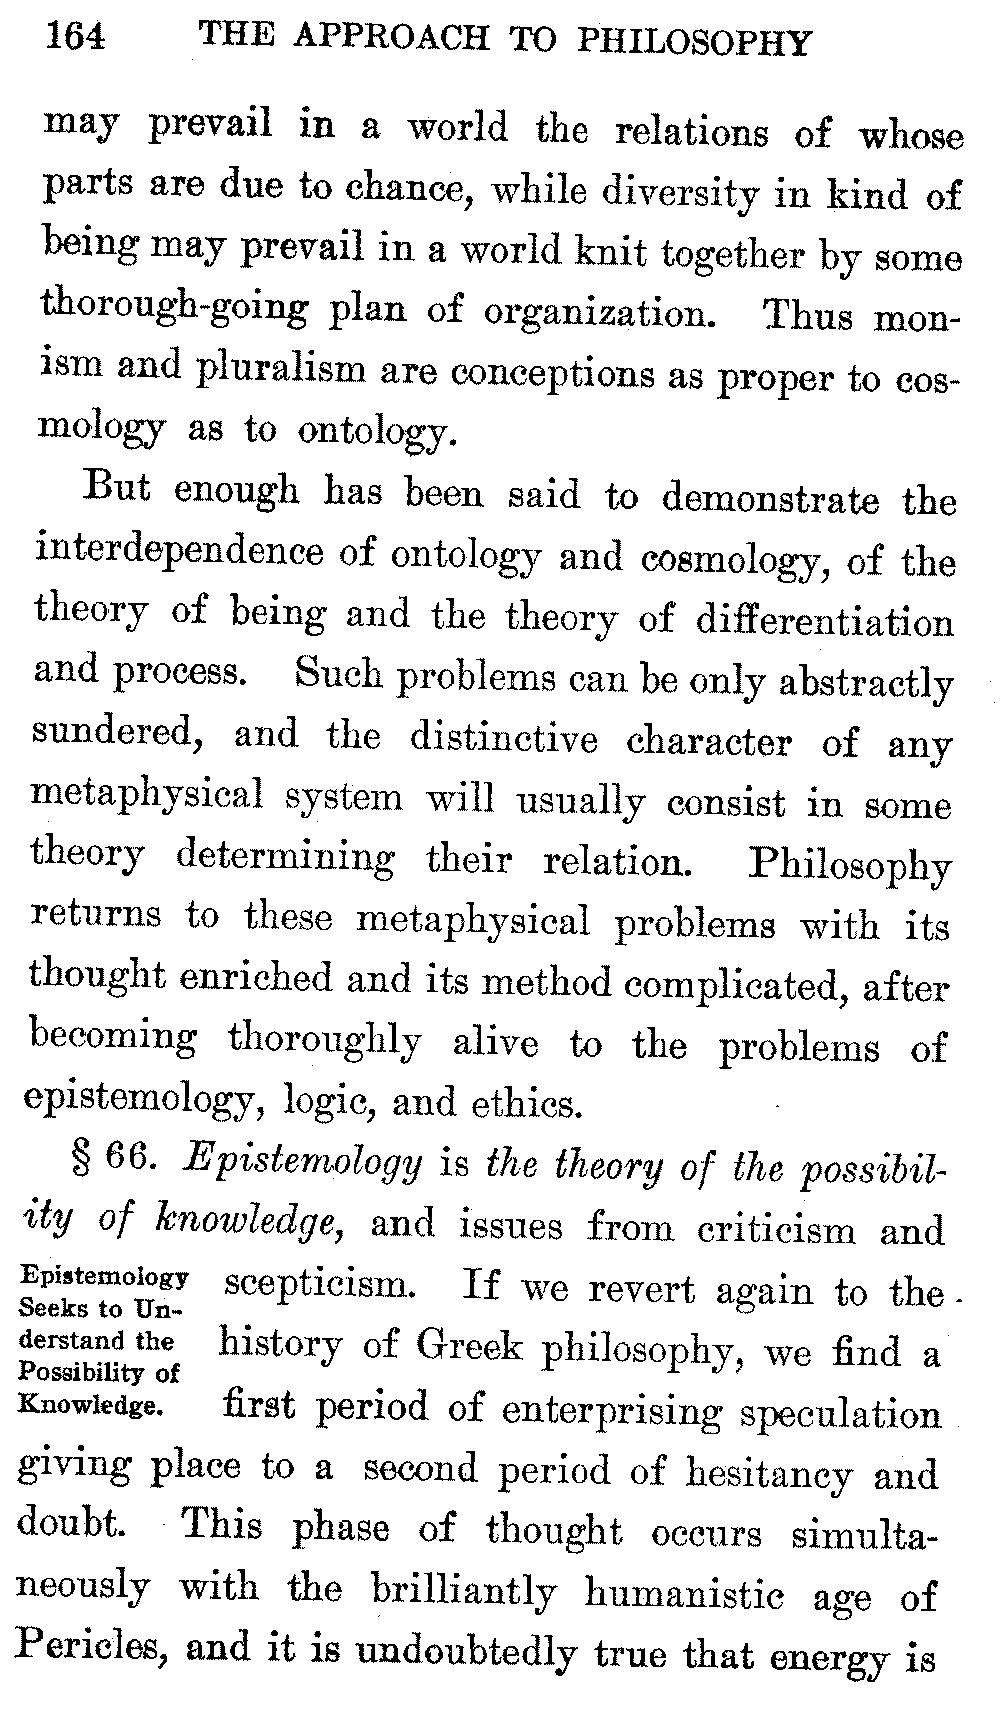 164 THE APPROACH TO PHILOSOPHY
may prevail in a world the relations of whose
parts are due to chance, while diversity in kind of
being may prevail in a world knit together by some
thorough-going plan of organization. Thus mon-
ism and pluralism are conceptions as proper to cos-
mology as to ontology.
But enough has been said to demonstrate the
interdependence of ontology and cosmology, of the
theory of being and the theory of differentiation
and process. Such problems can be only abstractly
sundered, and the distinctive character of any
metaphysical system will usually consist in some
theory determining their relation. Philosophy
returns to these metaphysical problems with its
thought enriched and its method complicated, after
becoming thoroughly alive to the problems of
epistemology, logic, and ethics.
§ 66. Epistemology is the theory of the possibil-
ity of knowledge, and issues from criticism and
Epistemology
Seeks to Un-
derstand the
Possibility of
Knowledge.
scepticism. If we revert again to the
history of Greek philosophy, we find a
first period of enterprising speculation
giving place to a second period of hesitancy and
doubt. This phase of thought occurs simulta-
neously with the brilliantly humanistic age of
Pericles, and it is undoubtedly true that energy is